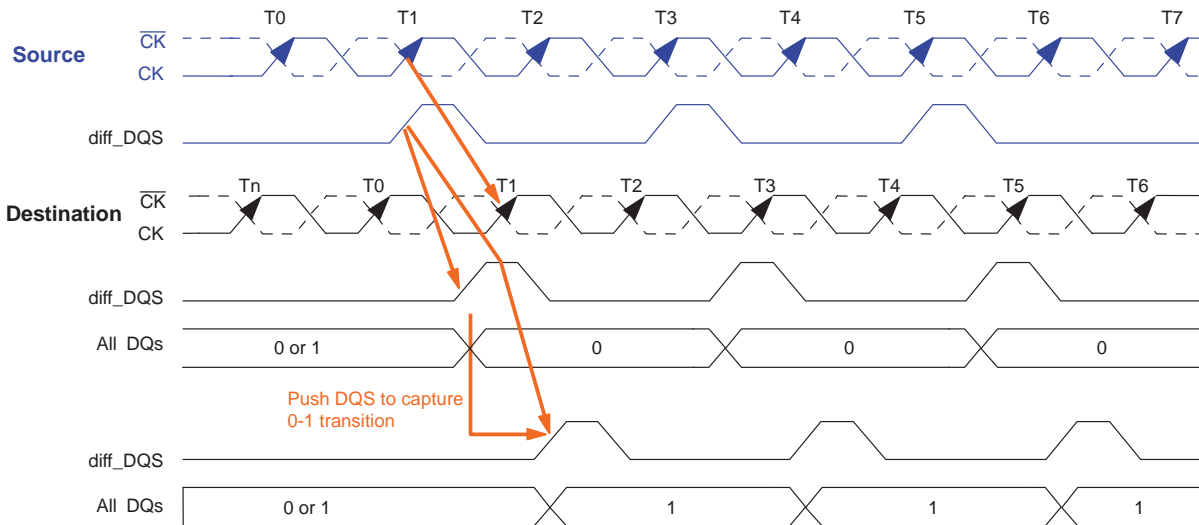 T0 T1 T2 T3 T4 T5 T6 T7
Source
CK
CK
diff_DQS
Tn T0 T1 T2 T3 T4 T5 T6
Destination
CK
CK
diff_DQS
All DQs
0 or 1 0 0 0
Push DQS to capture
0-1 transition
diff_DQS
All DQs
0 or 1 1 1 1